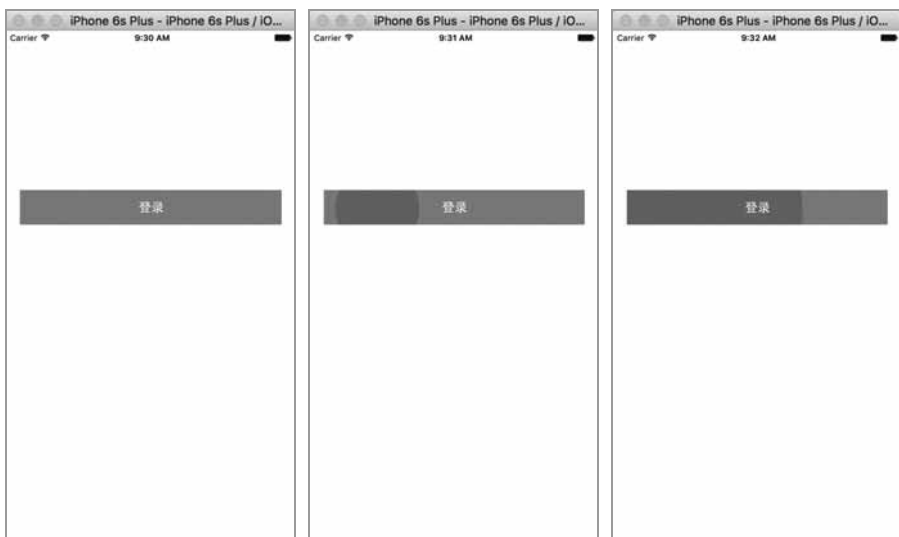 iPhone 6s Plus - iPhone 6s Plus / iO...
Carrier 9:30 AM
登录
iPhone 6s Plus - iPhone 6s Plus / iO...
Carrier 9:31 AM
登录
iPhone 6s Plus - iPhone 6s Plus / iO...
Carrier 9:32 AM
登录